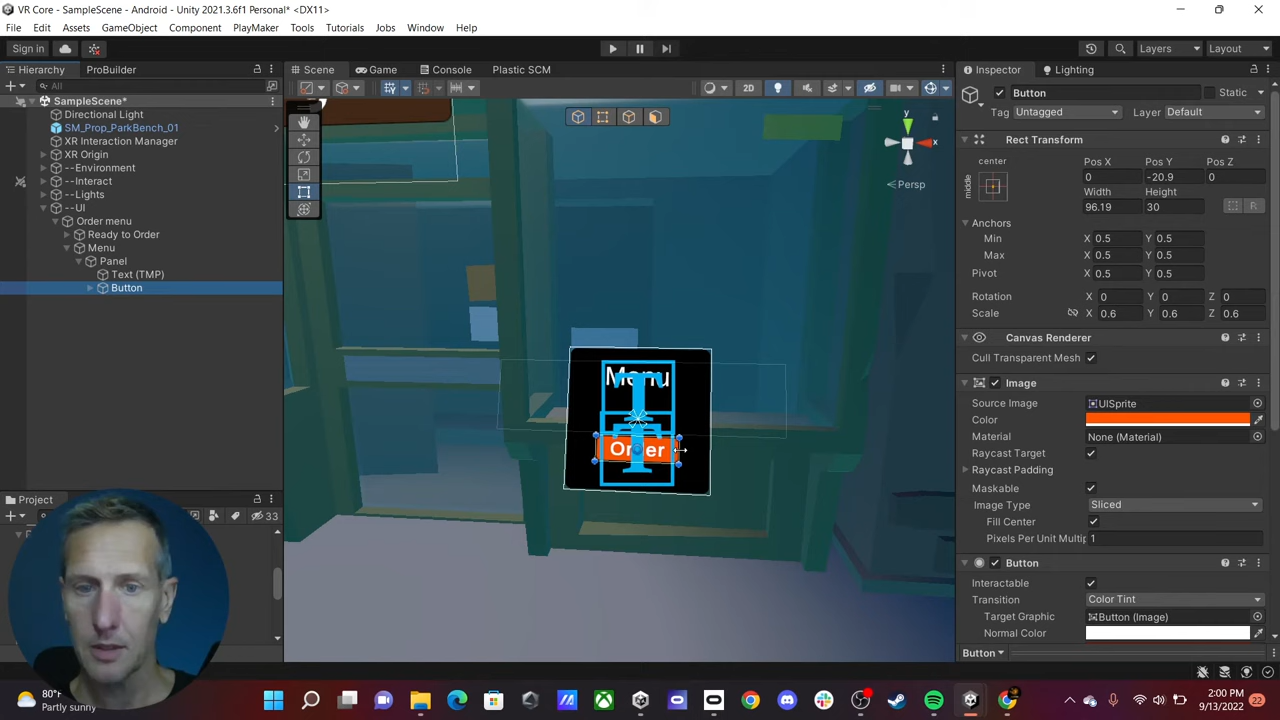 VR Core - SampleScene - Android - Unity 2021.3.6f1 Personal* <DX11>
File Edit Assets GameObject Component PlayMaker Tools Tutorials Jobs Window Help
Sign in Layers Layout
Hierarchy ProBuilder Scene Game Console Plastic SCM Inspector Lighting
All
2D
SampleScene*
Directional Light
SM_Prop_ParkBench_01
XR Interaction Manager
XR Origin
--Environment
--Interact
--Lights
--UI
Order menu
Ready to Order
Menu
Panel
Text (TMP)
Button
y
x
Persp
Menu
Order
Button Static
Tag Untagged Layer Default
Rect Transform
center Pos X Pos Y Pos Z
middle 0 -20.9 0
Width Height
96.19 30 R
Anchors
Min X 0.5 Y 0.5
Max X 0.5 Y 0.5
Pivot X 0.5 Y 0.5
Rotation X 0 Y 0 Z 0
Scale X 0.6 Y 0.6 Z 0.6
Canvas Renderer
Cull Transparent Mesh
Image
Source Image UISprite
Color
Material None (Material)
Raycast Target
Raycast Padding
Maskable
Image Type Sliced
Fill Center
Pixels Per Unit Multip 1
Button
Interactable
Transition Color Tint
Target Graphic Button (Image)
Normal Color
Button
Project
33
80°F
Partly sunny
2:00 PM
9/13/2022
22